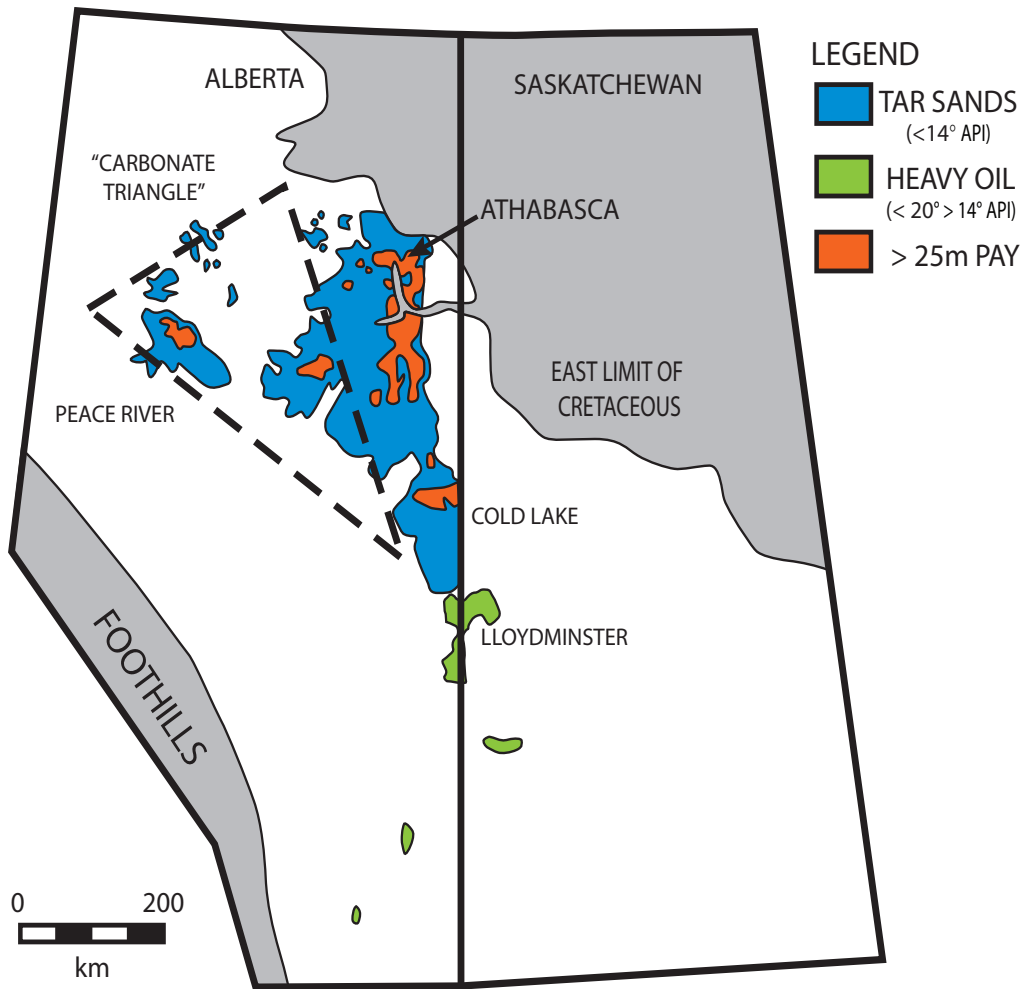 LEGEND
ALBERTA
SASKATCHEWAN
TAR SANDS
(<14° API)
"CARBONATE
TRIANGLE"
HEAVY OIL
(< 20° > 14° API)
ATHABASCA
> 25m PAY
EAST LIMIT OF
CRETACEOUS
PEACE RIVER
COLD LAKE
LLOYDMINSTER
FOOTHILLS
0 200
km